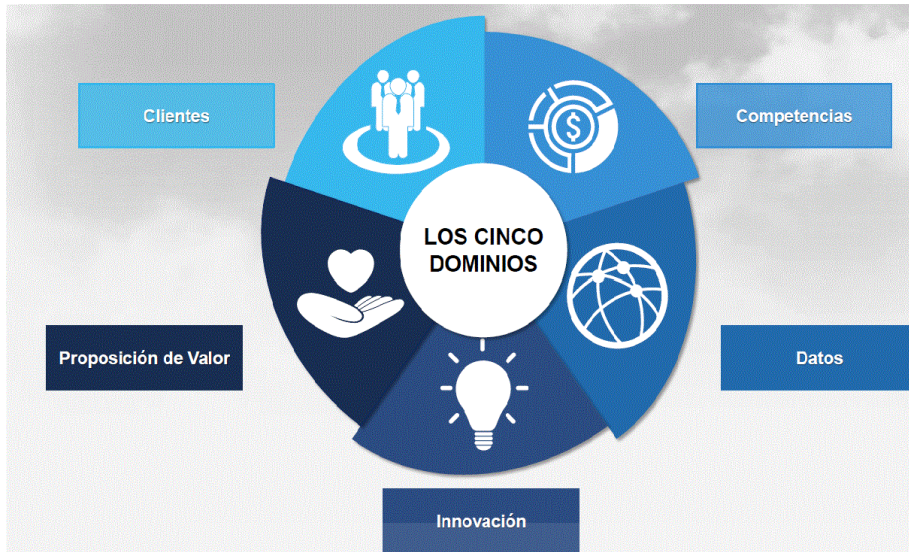 Clientes
Competencias
$
LOS CINCO
DOMINIOS
Proposición de Valor
Datos
Innovación